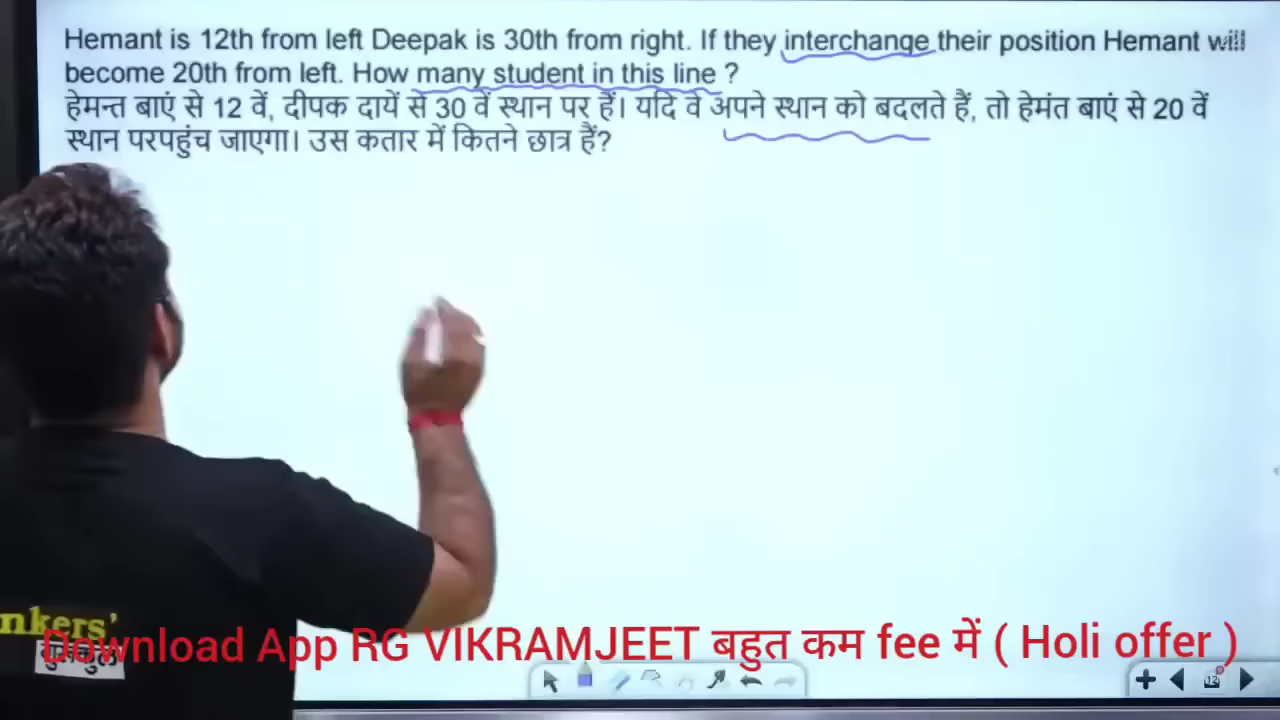 Hemant is 12th from left Deepak is 30th from right. If they interchange their position Hemant will
become 20th from left. How many student in this line ?
हेमन्त बाएं से 12 वें, दीपक दायें से 30 वें स्थान पर हैं। यदि वे अपने स्थान को बदलते हैं, तो हेमंत बाएं से 20 वें
स्थान परपहुंच जाएगा। उस कतार में कितने छात्र हैं?
nkers'
गुरुकुल
Download App RG VIKRAMJEET बहुत कम fee में ( Holi offer )
12